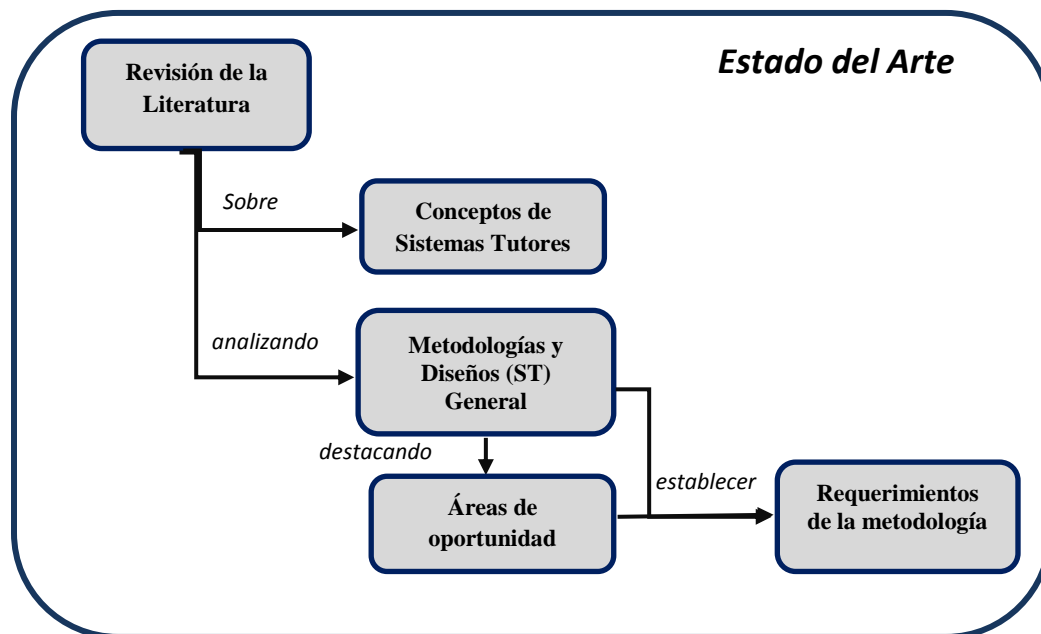 Estado del Arte
Revisión de la
Literatura
Sobre
Conceptos de
Sistemas Tutores
analizando
Metodologías y
Diseños (ST)
General
destacando
Áreas de
oportunidad
establecer
Requerimientos
de la metodología